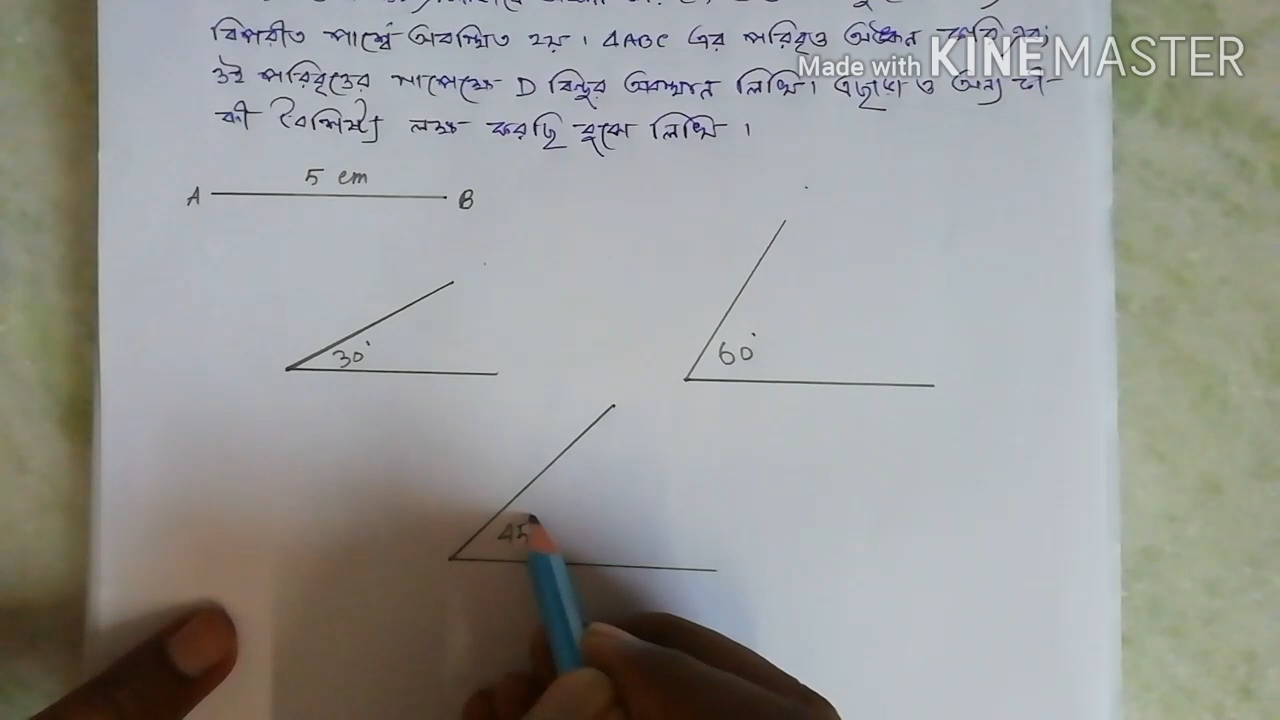 বিপরীত পার্শ্বে অবস্থিত হয়। ΔABC এর পরিবৃত্ত অঙ্কন করি এবং
ওই পরিবৃত্তের সাপেক্ষে D বিন্দুর অবস্থান লিখি। এছাড়া ও অন্য কী
কী বৈশিষ্ট্য লক্ষ করছি বুঝে লিখি।
Made with KINEMASTER
5 cm
A B
30°
60°
45